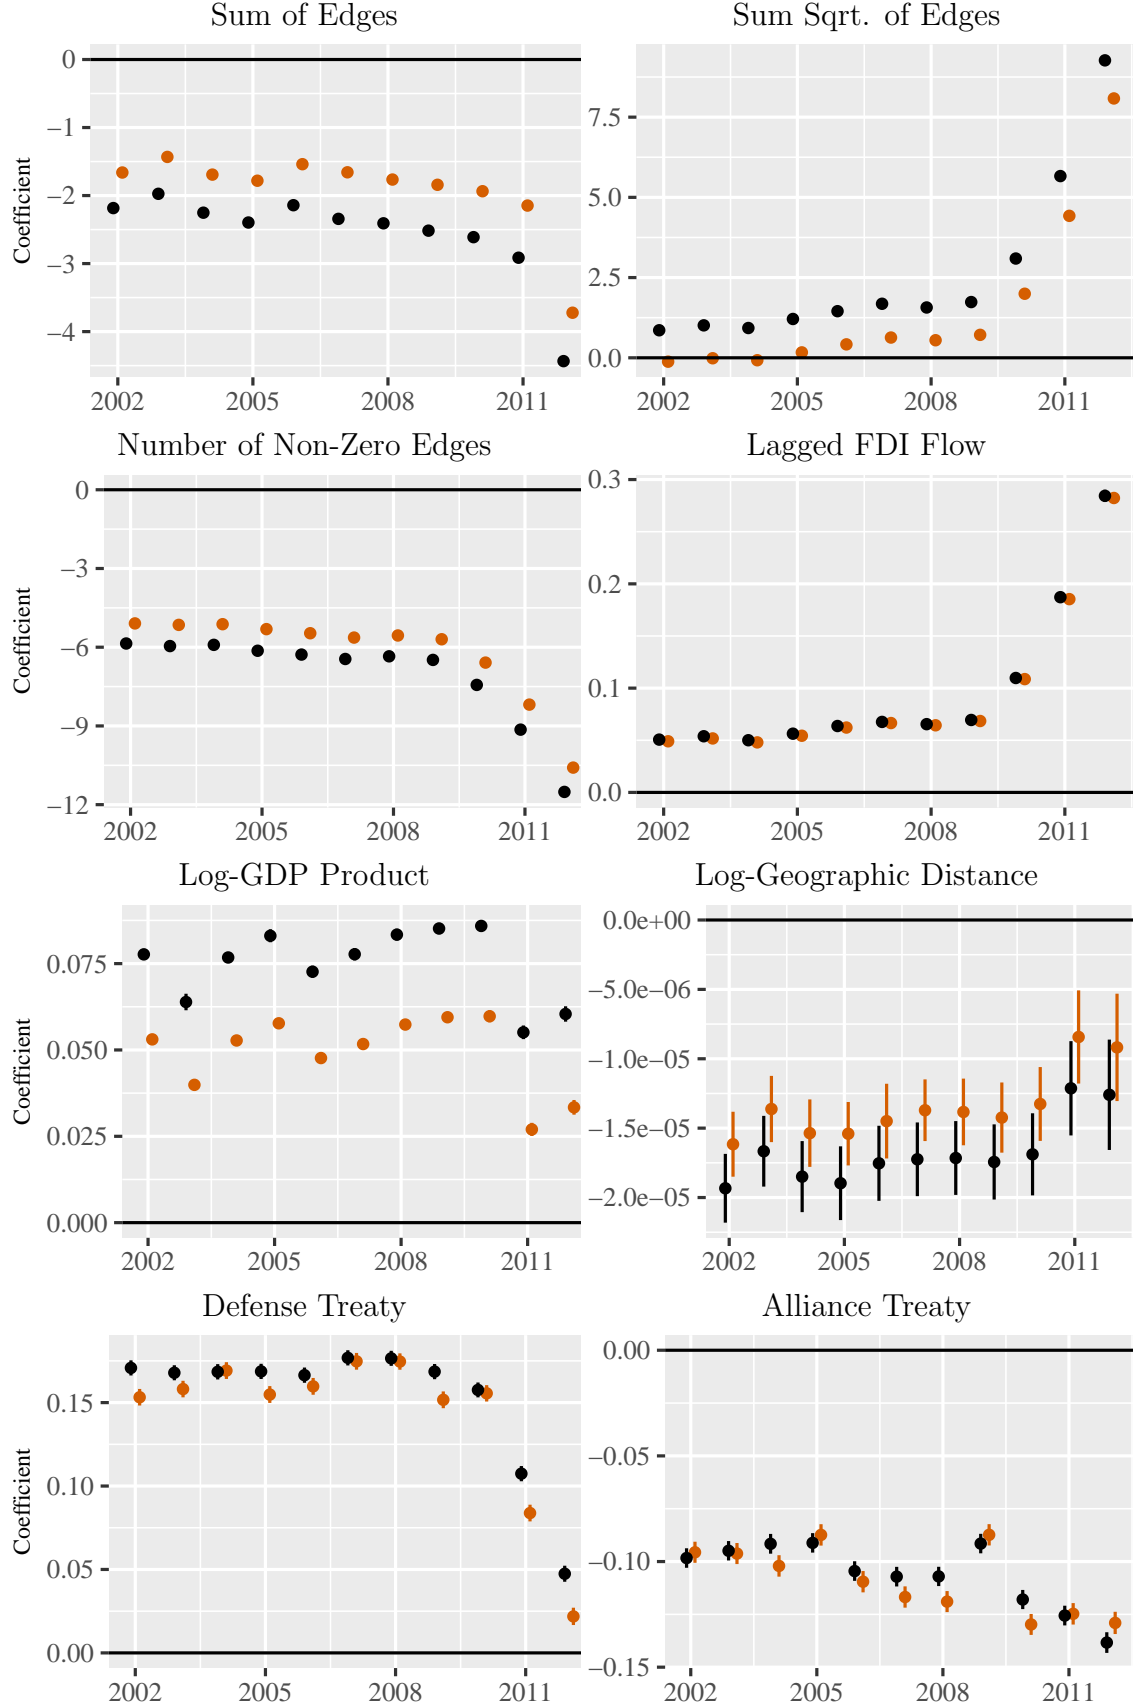 Sum of Edges
Sum Sqrt. of Edges
Coefficient
0
−1
−2
−3
−4
2002 2005 2008 2011
7.5
5.0
2.5
0.0
2002 2005 2008 2011
Number of Non-Zero Edges
Lagged FDI Flow
Coefficient
0
−3
−6
−9
−12
2002 2005 2008 2011
0.3
0.2
0.1
0.0
2002 2005 2008 2011
Log-GDP Product
Log-Geographic Distance
Coefficient
0.075
0.050
0.025
0.000
2002 2005 2008 2011
0.0e+00
−5.0e−06
−1.0e−05
−1.5e−05
−2.0e−05
2002 2005 2008 2011
Defense Treaty
Alliance Treaty
Coefficient
0.15
0.10
0.05
0.00
2002 2005 2008 2011
0.00
−0.05
−0.10
−0.15
2002 2005 2008 2011